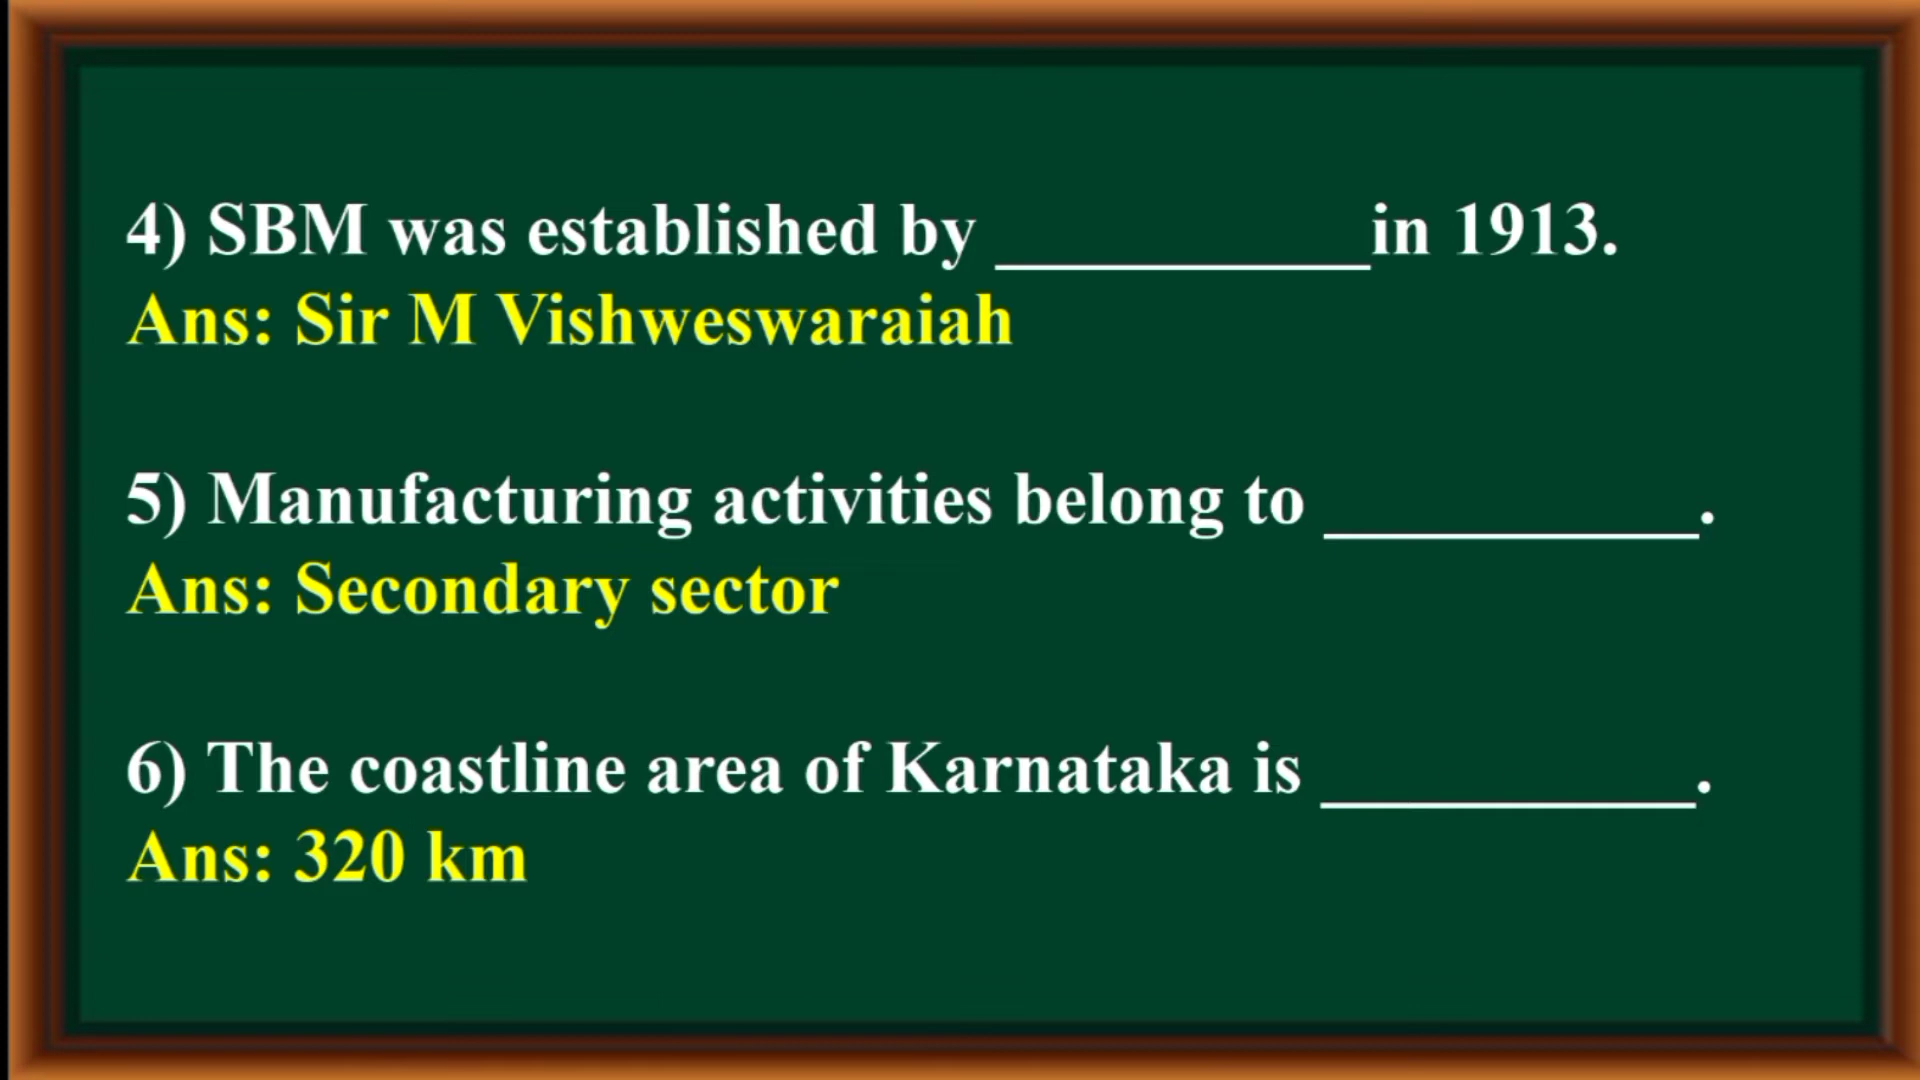 4) SBM was established by __________in 1913.
Ans: Sir M Vishweswaraiah
5) Manufacturing activities belong to __________.
Ans: Secondary sector
6) The coastline area of Karnataka is __________.
Ans: 320 km